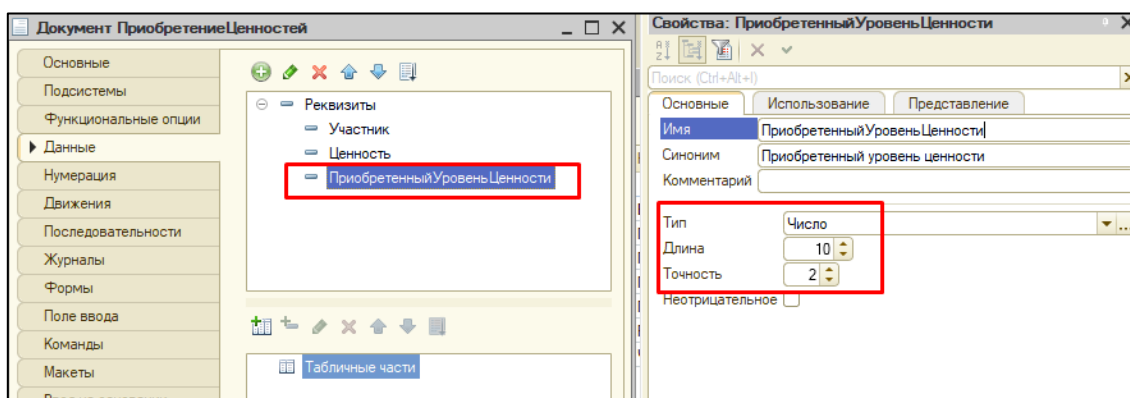 Документ ПриобретениеЦенностей
Основные
Подсистемы
Функциональные опции
Данные
Нумерация
Движения
Последовательности
Журналы
Формы
Поле ввода
Команды
Макеты
Реквизиты
Участник
Ценность
ПриобретенныйУровеньЦенности
Табличные части
Свойства: ПриобретенныйУровеньЦенности
Поиск (Ctrl+Alt+I)
Основные Использование Представление
Имя ПриобретенныйУровеньЦенности
Синоним Приобретенный уровень ценности
Комментарий
Тип Число
Длина 10
Точность 2
Неотрицательное